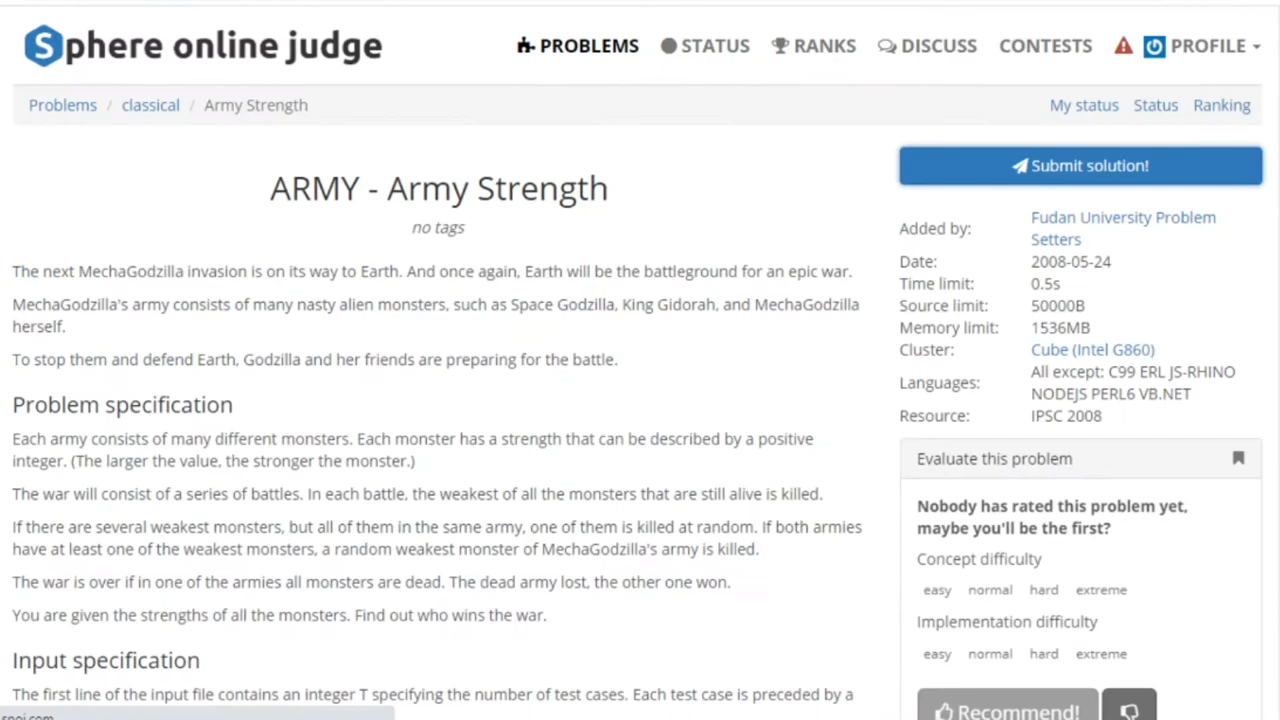 Sphere online judge
PROBLEMS STATUS RANKS DISCUSS CONTESTS PROFILE
Problems / classical / Army Strength My status Status Ranking
ARMY - Army Strength
no tags
The next MechaGodzilla invasion is on its way to Earth. And once again, Earth will be the battleground for an epic war.
MechaGodzilla's army consists of many nasty alien monsters, such as Space Godzilla, King Gidorah, and MechaGodzilla
herself.
To stop them and defend Earth, Godzilla and her friends are preparing for the battle.
Problem specification
Each army consists of many different monsters. Each monster has a strength that can be described by a positive
integer. (The larger the value, the stronger the monster.)
The war will consist of a series of battles. In each battle, the weakest of all the monsters that are still alive is killed.
If there are several weakest monsters, but all of them in the same army, one of them is killed at random. If both armies
have at least one of the weakest monsters, a random weakest monster of MechaGodzilla's army is killed.
The war is over if in one of the armies all monsters are dead. The dead army lost, the other one won.
You are given the strengths of all the monsters. Find out who wins the war.
Input specification
The first line of the input file contains an integer T specifying the number of test cases. Each test case is preceded by a
Submit solution!
Added by: Fudan University Problem
Setters
Date: 2008-05-24
Time limit: 0.5s
Source limit: 50000B
Memory limit: 1536MB
Cluster: Cube (Intel G860)
Languages: All except: C99 ERL JS-RHINO
NODEJS PERL6 VB.NET
Resource: IPSC 2008
Evaluate this problem
Nobody has rated this problem yet,
maybe you'll be the first?
Concept difficulty
easy normal hard extreme
Implementation difficulty
easy normal hard extreme
Recommend!